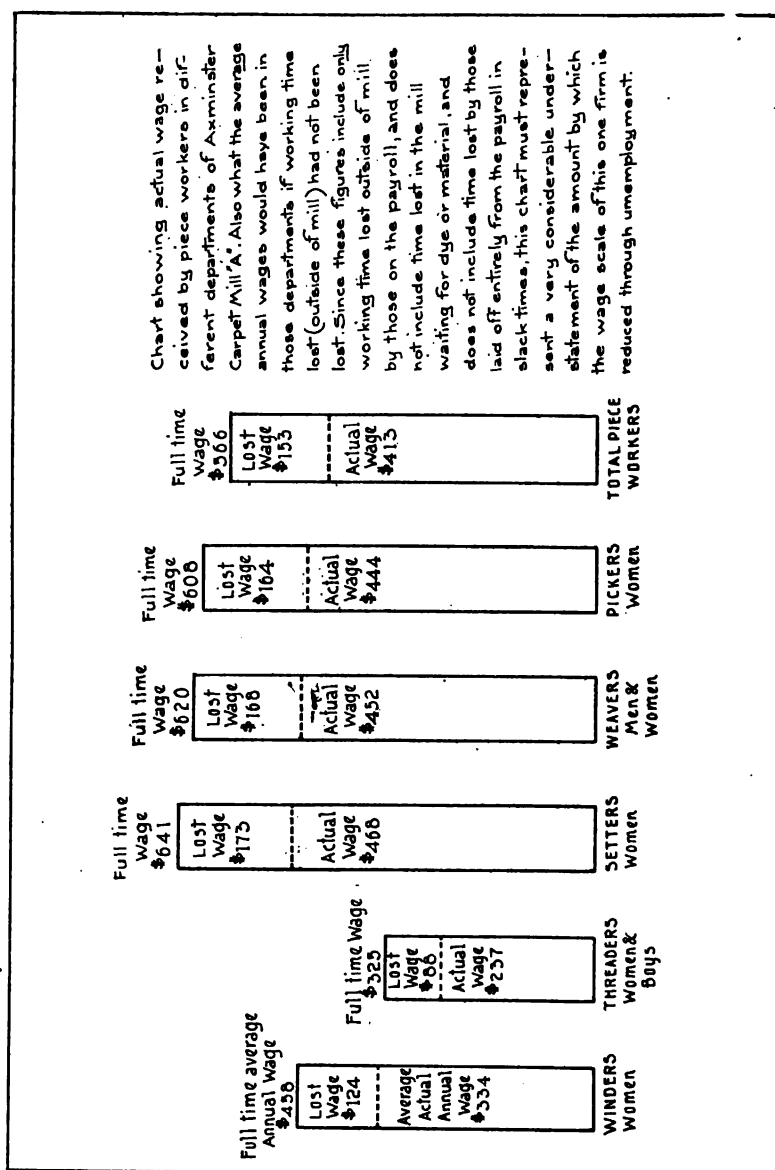 Full time average
Annual Wage
$458
Lost
Wage
$124
Average
Actual
Annual
Wage
$334
WINDERS
Women
Full time Wage
$325
Lost
Wage
$88
Actual
Wage
$237
THREADERS
Women &
Boys
Full time
Wage
$641
Lost
Wage
$173
Actual
Wage
$468
SETTERS
Women
Full time
Wage
$620
Lost
Wage
$168
Actual
Wage
$452
WEAVERS
Men &
Women
Full time
Wage
$608
Lost
Wage
$164
Actual
Wage
$444
PICKERS
Women
Full time
Wage
$566
Lost
Wage
$153
Actual
Wage
$413
TOTAL PIECE
WORKERS
Chart showing actual wage re-
ceived by piece workers in dif-
ferent departments of Axminster
Carpet Mill "A". Also what the average
annual wages would have been in
those departments if working time
lost (outside of mill) had not been
lost. Since these figures include only
working time lost outside of mill
by those on the payroll, and does
not include time lost in the mill
waiting for dye or material, and
does not include time lost by those
laid off entirely from the payroll in
slack times, this chart must repre-
sent a very considerable under-
statement of the amount by which
the wage scale of this one firm is
reduced through umemployment.